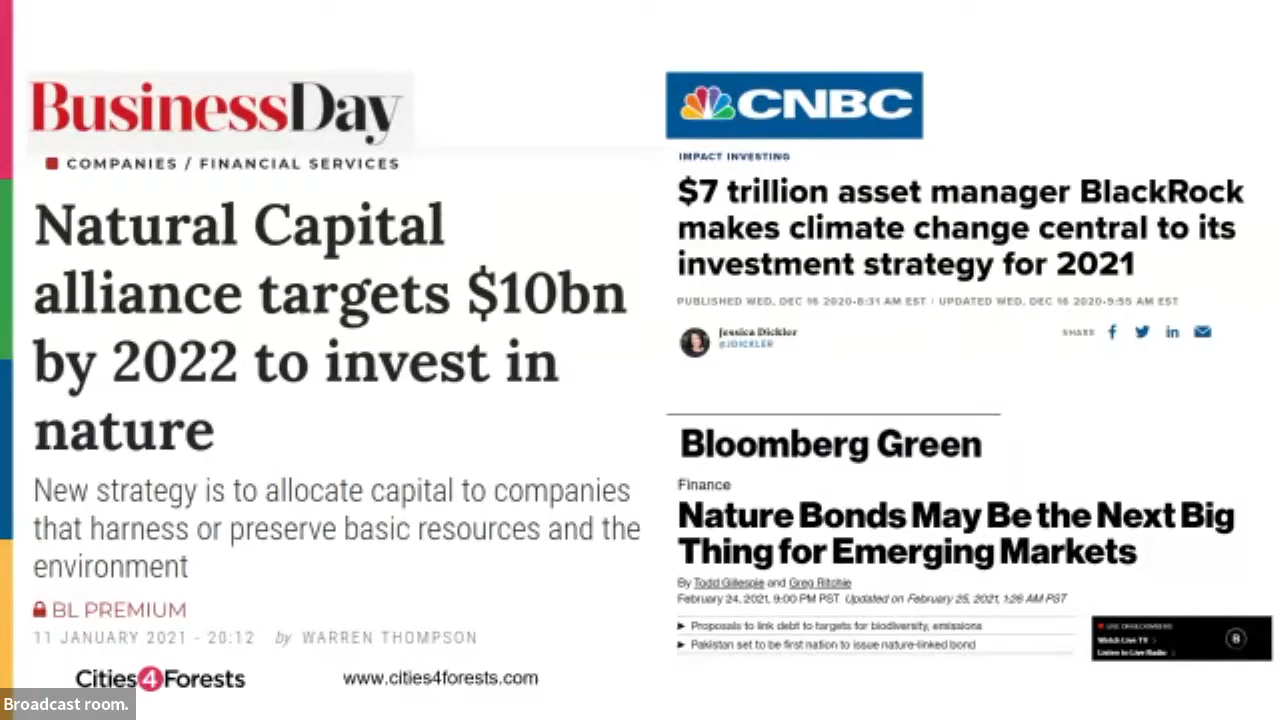 BusinessDay
COMPANIES / FINANCIAL SERVICES
Natural Capital
alliance targets $10bn
by 2022 to invest in
nature
New strategy is to allocate capital to companies
that harness or preserve basic resources and the
environment
BL PREMIUM
11 JANUARY 2021 - 20:12 by WARREN THOMPSON
Cities4Forests
www.cities4forests.com
Broadcast room.
CNBC
IMPACT INVESTING
$7 trillion asset manager BlackRock
makes climate change central to its
investment strategy for 2021
PUBLISHED WED, DEC 16 2020•8:31 AM EST | UPDATED WED, DEC 16 2020•9:55 AM EST
Jessica Dickler
@JDICKLER
SHARE
Bloomberg Green
Finance
Nature Bonds May Be the Next Big
Thing for Emerging Markets
By Todd Gillespie and Greg Ritchie
February 24, 2021, 9:00 PM PST Updated on February 25, 2021, 1:26 AM PST
Proposals to link debt to targets for biodiversity, emissions
Pakistan set to be first nation to issue nature-linked bond
LIVE ON BLOOMBERG
Watch Live TV
Listen to Live Radio
B